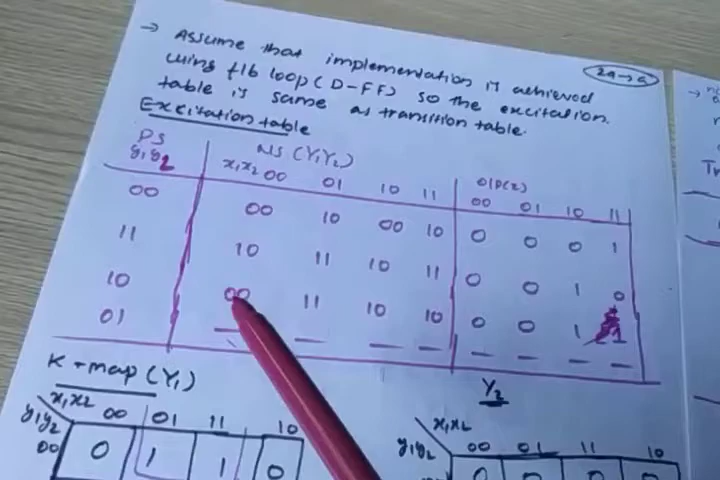 → Assume that implementation is achieved
using f/b loop (D-FF) so the excitation.
table is same as transition table.
2a → a
Excitation table
PS NS (Y₁Y₂) O/P(z)
y₁y₂ x₁x₂ 00 01 10 11 00 01 10 11
00 00 10 00 10 0 0 0 1
11 10 11 10 11 0 0 1 0
10 00 11 10 10 0 0 1 1
01 — — — — — — — —
K-map (Y₁) Y₂
x₁x₂ x₁x₂
y₁y₂ 00 01 11 10 y₁y₂ 00 01 11 10
00 0 1 1 0